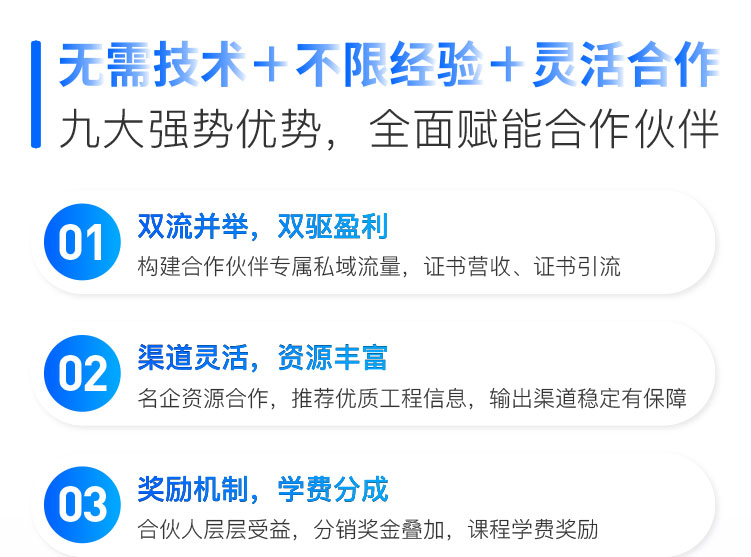 无需技术＋不限经验＋灵活合作
九大强势优势，全面赋能合作伙伴
01
双流并举，双驱盈利
构建合作伙伴专属私域流量，证书营收、证书引流
02
渠道灵活，资源丰富
名企资源合作，推荐优质工程信息，输出渠道稳定有保障
03
奖励机制，学费分成
合伙人层层受益，分销奖金叠加，课程学费奖励